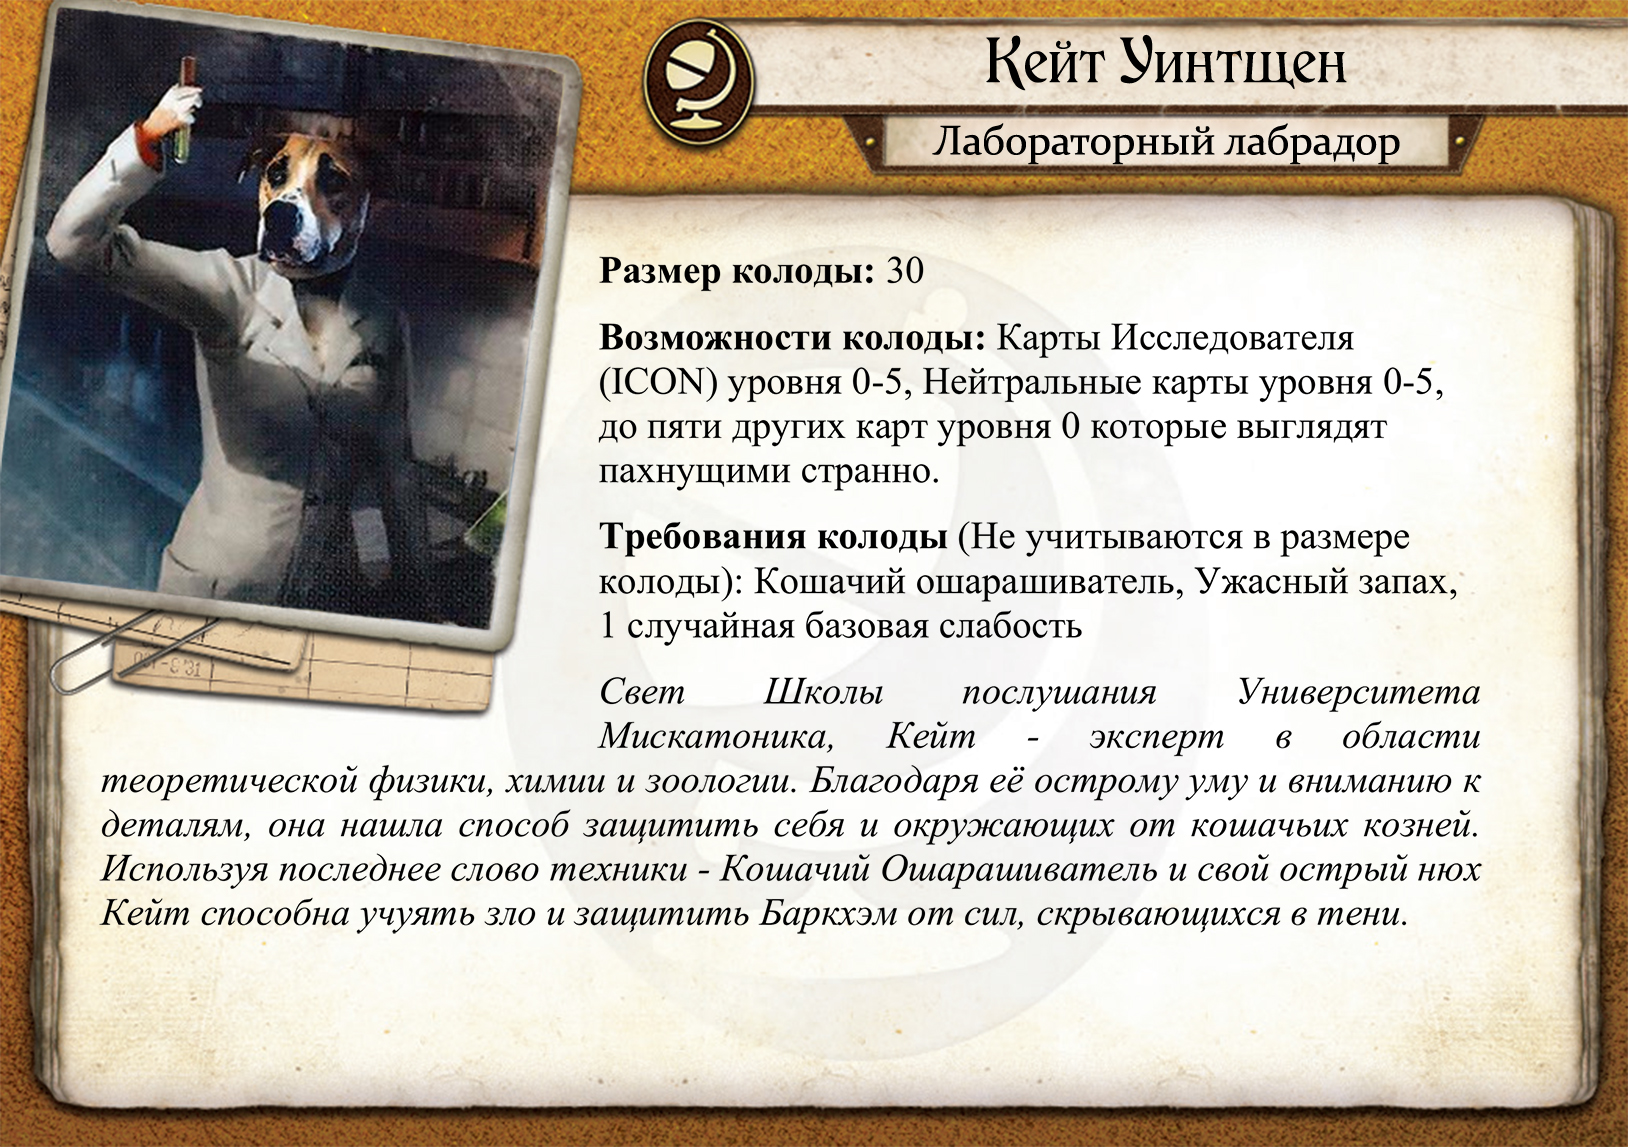 Кейт Уинтщен
Лабораторный лабрадор
Размер колоды: 30
Возможности колоды: Карты Исследователя
(ICON) уровня 0-5, Нейтральные карты уровня 0-5,
до пяти других карт уровня 0 которые выглядят
пахнущими странно.
Требования колоды (Не учитываются в размере
колоды): Кошачий ошарашиватель, Ужасный запах,
1 случайная базовая слабость
Свет Школы послушания Университета
Мискатоника, Кейт - эксперт в области
теоретической физики, химии и зоологии. Благодаря её острому уму и вниманию к
деталям, она нашла способ защитить себя и окружающих от кошачьих козней.
Используя последнее слово техники - Кошачий Ошарашиватель и свой острый нюх
Кейт способна учуять зло и защитить Баркхэм от сил, скрывающихся в тени.